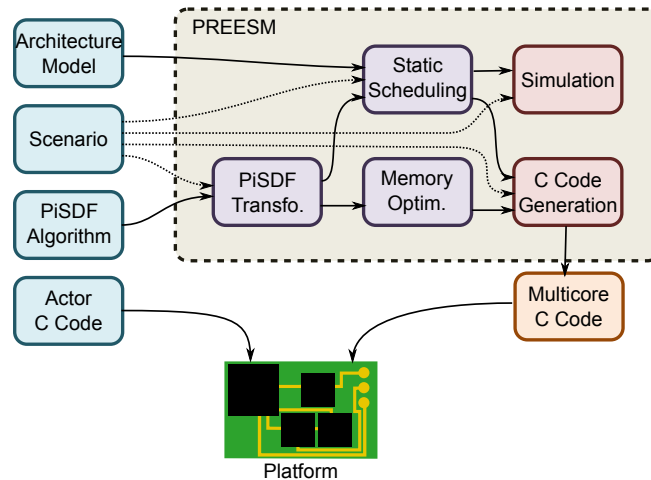 PREESM
Architecture
Model
Static
Scheduling
Simulation
Scenario
PiSDF
Transfo.
Memory
Optim.
C Code
Generation
PiSDF
Algorithm
Actor
C Code
Multicore
C Code
Platform